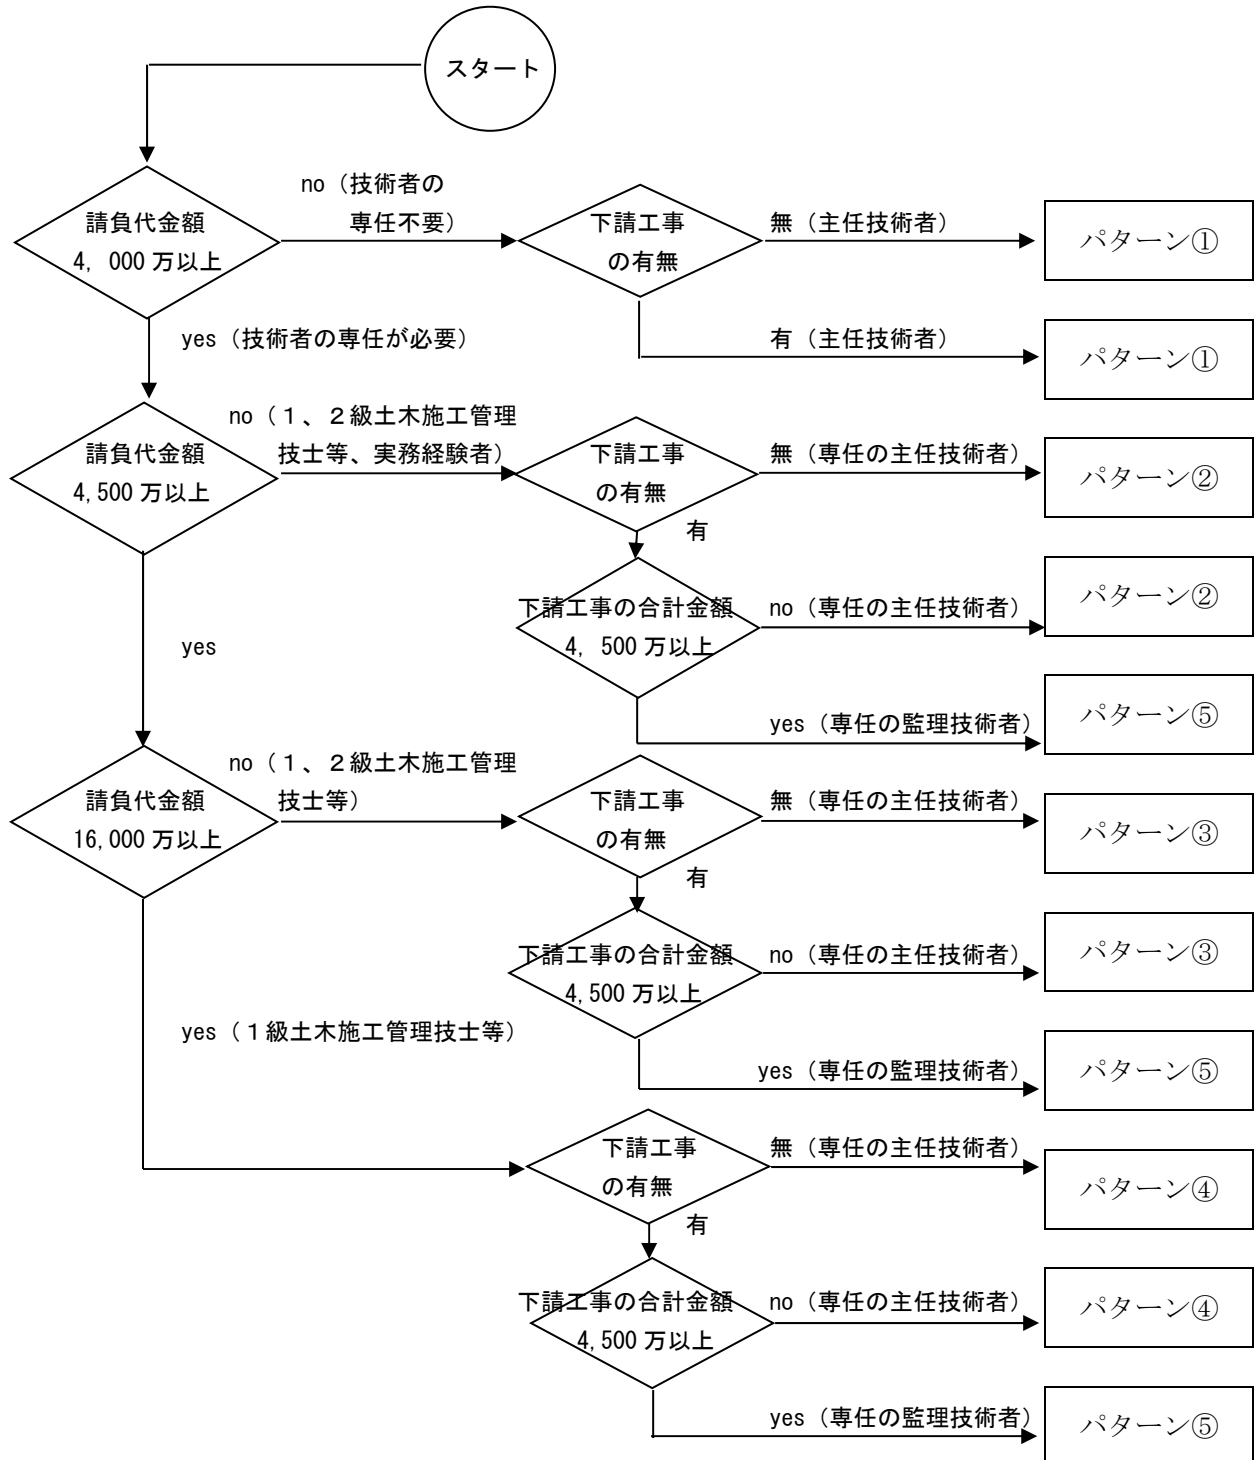 スタート
no（技術者の
専任不要）
請負代金額
4, 000 万以上
下請工事
の有無
無（主任技術者）
パターン①
yes（技術者の専任が必要）
有（主任技術者）
パターン①
no（１、２級土木施工管理
技士等、実務経験者）
請負代金額
4,500 万以上
下請工事
の有無
無（専任の主任技術者）
パターン②
有
下請工事の合計金額
4, 500 万以上
no（専任の主任技術者）
パターン②
yes
yes（専任の監理技術者）
パターン⑤
no（１、２級土木施工管理
技士等）
請負代金額
16,000 万以上
下請工事
の有無
無（専任の主任技術者）
パターン③
有
下請工事の合計金額
4,500 万以上
no（専任の主任技術者）
パターン③
yes（１級土木施工管理技士等）
yes（専任の監理技術者）
パターン⑤
下請工事
の有無
無（専任の主任技術者）
パターン④
有
下請工事の合計金額
4,500 万以上
no（専任の主任技術者）
パターン④
yes（専任の監理技術者）
パターン⑤